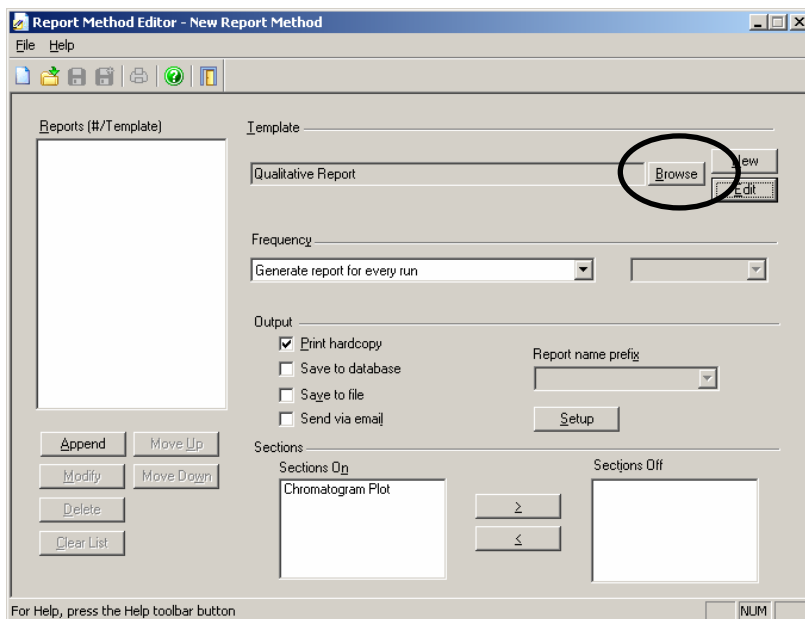 Report Method Editor - New Report Method
File Help
Reports (#/Template)
Template
Qualitative Report
Browse
New
Edit
Frequency
Generate report for every run
Output
Print hardcopy
Save to database
Save to file
Send via email
Report name prefix
Setup
Append
Move Up
Modify
Move Down
Delete
Clear List
Sections
Sections On
Chromatogram Plot
>
<
Sections Off
For Help, press the Help toolbar button
NUM